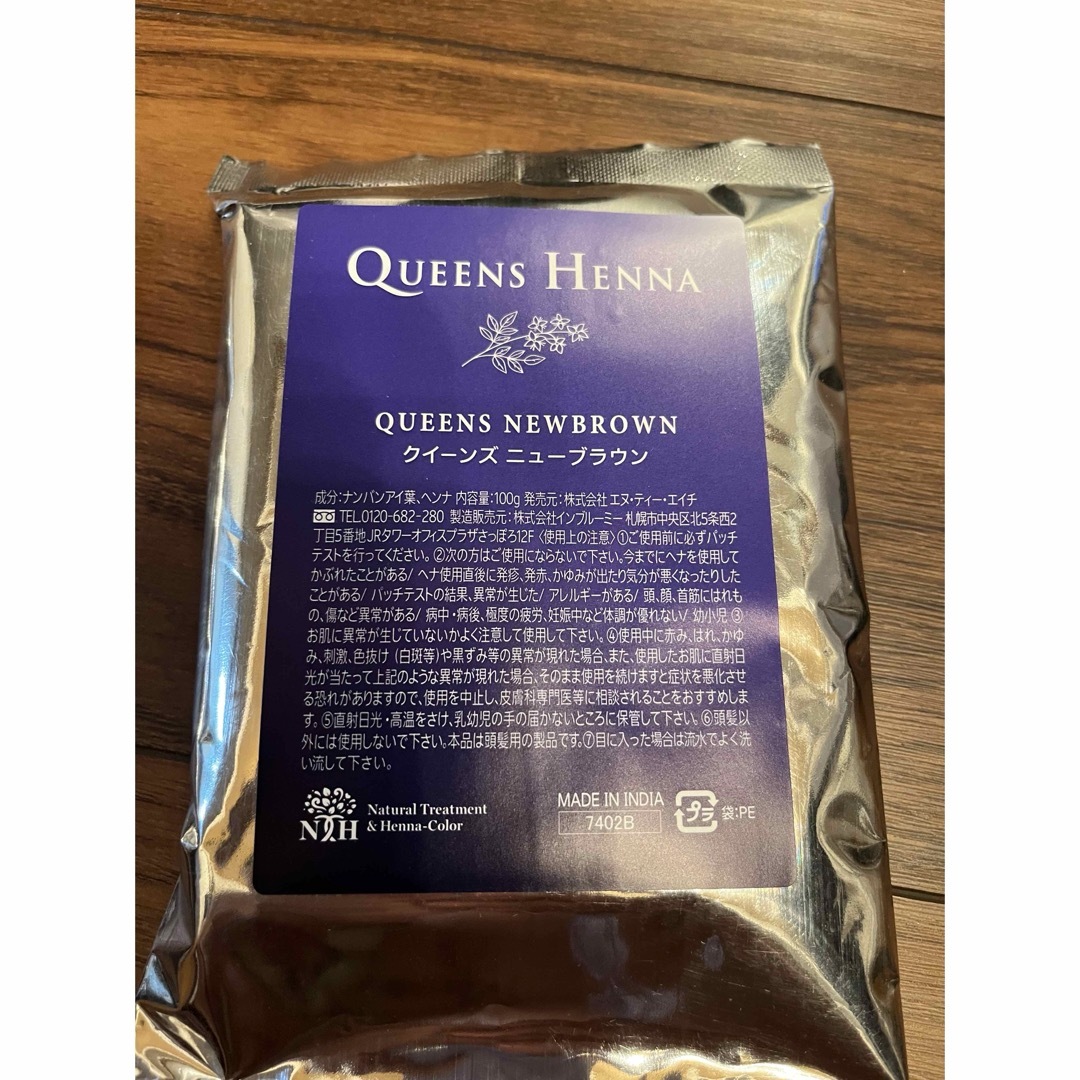 QUEENS HENNA
QUEENS NEWBROWN
クイーンズ ニューブラウン
成分:ナンバンアイ葉、ヘンナ 内容量:100g 発売元:株式会社 エヌ・ティー・エイチ
TEL.0120-682-280 製造販売元:株式会社インブルーミー 札幌市中央区北5条西2
丁目5番地JRタワーオフィスプラザさっぽろ12F〈使用上の注意〉①ご使用前に必ずパッチ
テストを行ってください。②次の方はご使用にならないで下さい。今までにヘナを使用して
かぶれたことがある/ ヘナ使用直後に発疹、発赤、かゆみが出たり気分が悪くなったりした
ことがある/ パッチテストの結果、異常が生じた/ アレルギーがある/ 頭、顔、首筋にはれも
の、傷など異常がある/ 病中・病後、極度の疲労、妊娠中など体調が優れない/ 幼小児 ③
お肌に異常が生じていないかよく注意して使用して下さい。④使用中に赤み、はれ、かゆ
み、刺激、色抜け (白斑等)や黒ずみ等の異常が現れた場合、また、使用したお肌に直射日
光が当たって上記のような異常が現れた場合、そのまま使用を続けますと症状を悪化させ
る恐れがありますので、使用を中止し、皮膚科専門医等に相談されることをおすすめしま
す。⑤直射日光・高温をさけ、乳幼児の手の届かないところに保管して下さい。⑥頭髪以
外には使用しないで下さい。本品は頭髪用の製品です。⑦目に入った場合は流水でよく洗
い流して下さい。
NTH Natural Treatment
& Henna-Color
MADE IN INDIA
7402B
プラ 袋:PE